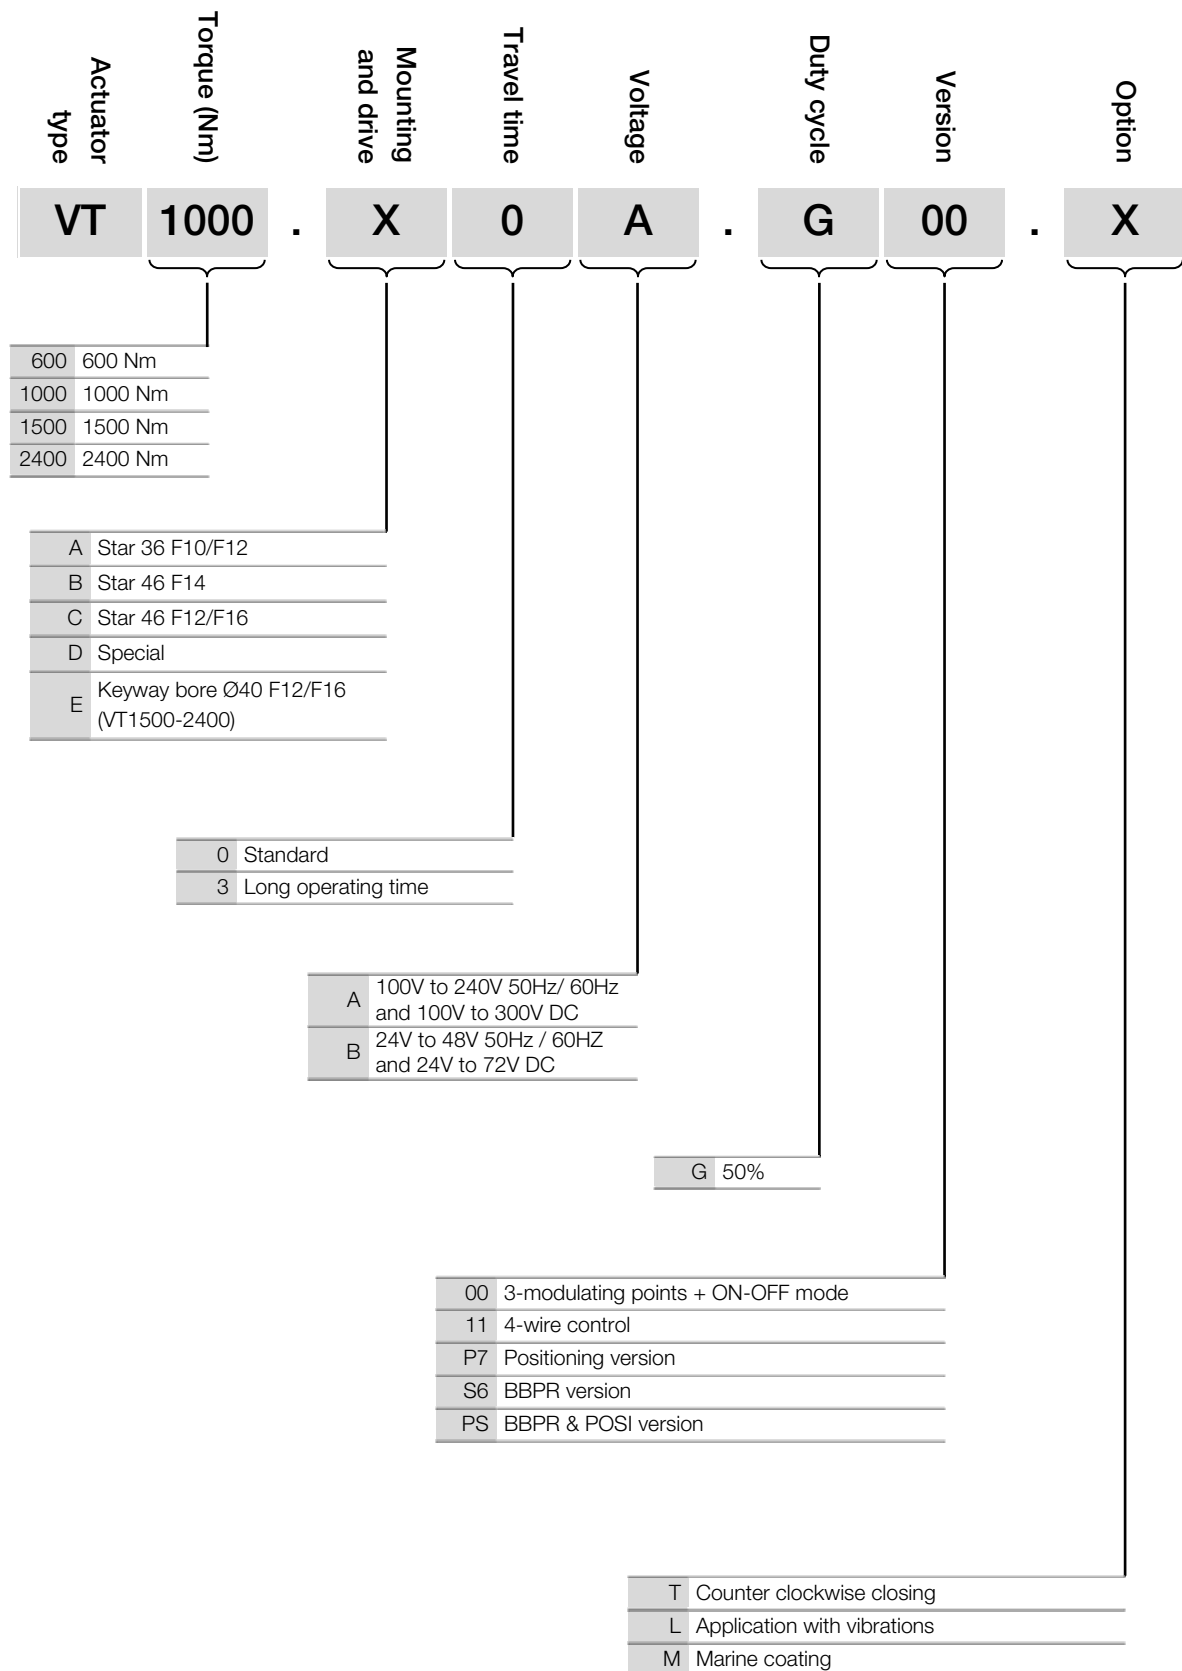 Actuator
type
Torque (Nm)
Mounting
and drive
Travel time
Voltage
Duty cycle
Version
Option
VT 1000 . X 0 A . G 00 . X
600 600 Nm
1000 1000 Nm
1500 1500 Nm
2400 2400 Nm
A Star 36 F10/F12
B Star 46 F14
C Star 46 F12/F16
D Special
E Keyway bore Ø40 F12/F16
(VT1500-2400)
0 Standard
3 Long operating time
A 100V to 240V 50Hz/ 60Hz
and 100V to 300V DC
B 24V to 48V 50Hz / 60HZ
and 24V to 72V DC
G 50%
00 3-modulating points + ON-OFF mode
11 4-wire control
P7 Positioning version
S6 BBPR version
PS BBPR & POSI version
T Counter clockwise closing
L Application with vibrations
M Marine coating